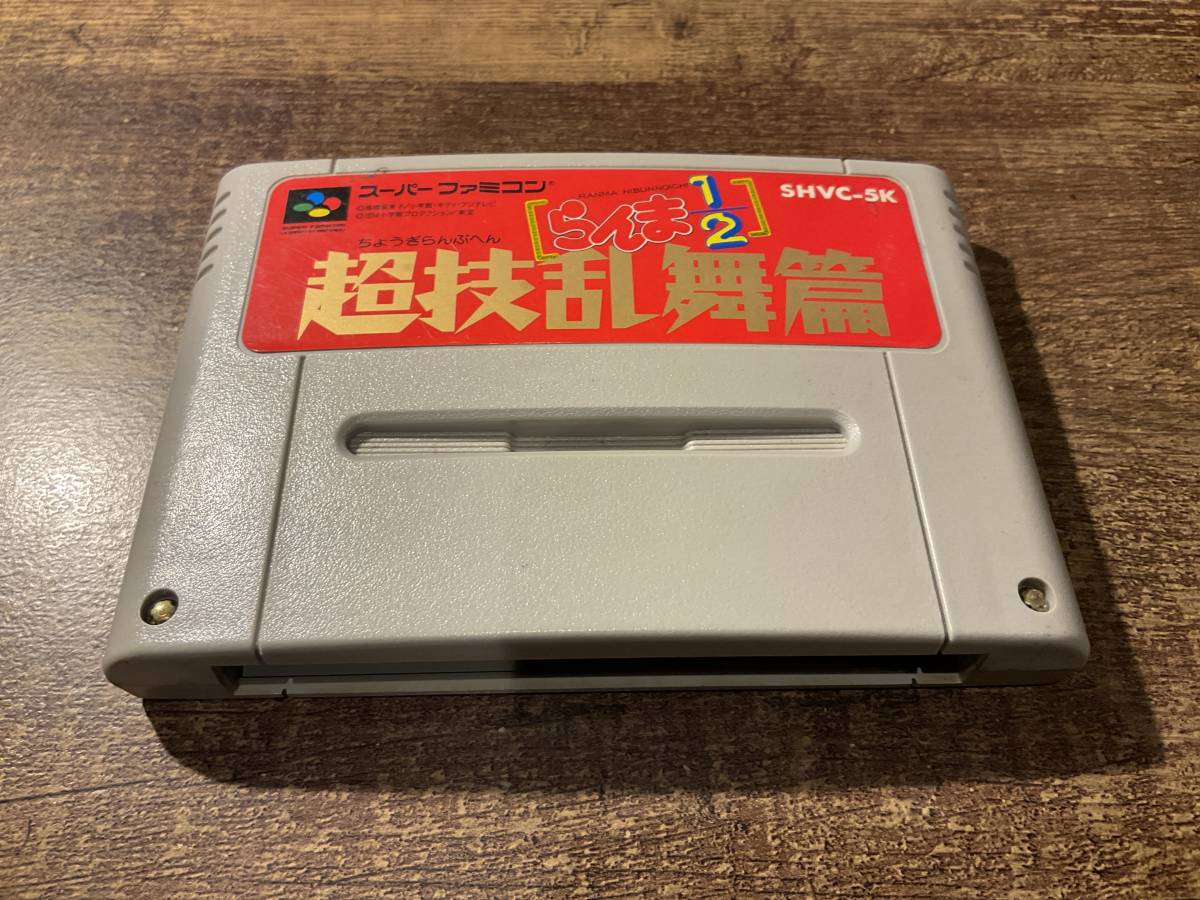 スーパーファミコン®
RANMA NIBUNNOICHI
[らんま1/2]
SHVC-5K
ちょうぎらんぶへん
超技乱舞篇